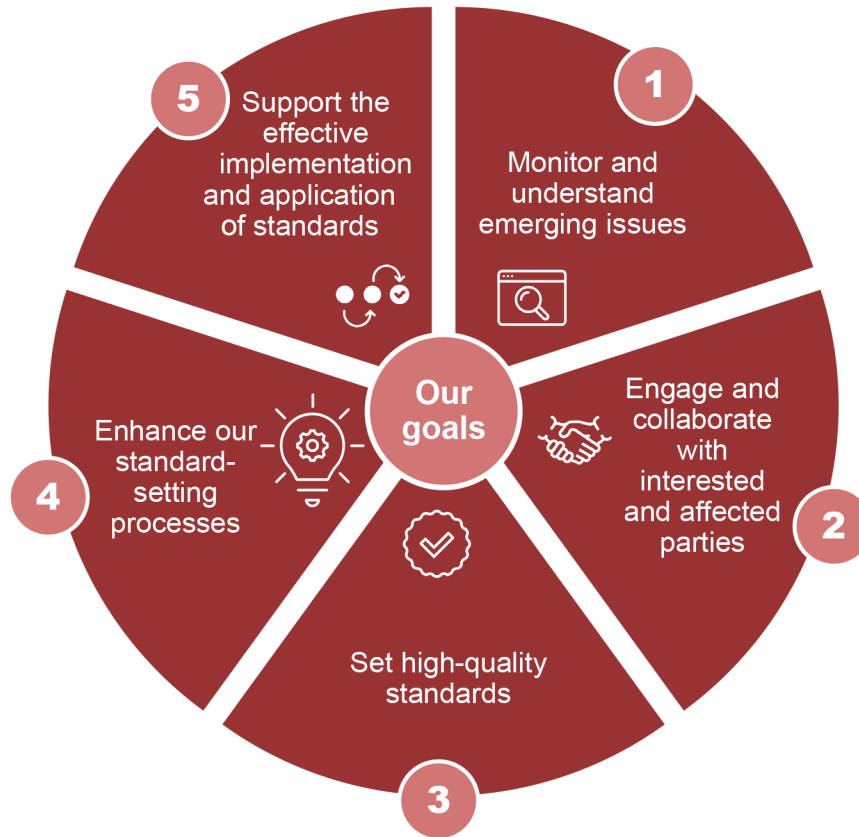 Our
goals
1
Monitor and
understand
emerging issues
2
Engage and
collaborate
with
interested
and affected
parties
3
Set high-quality
standards
4
Enhance our
standard-
setting
processes
5
Support the
effective
implementation
and application
of standards